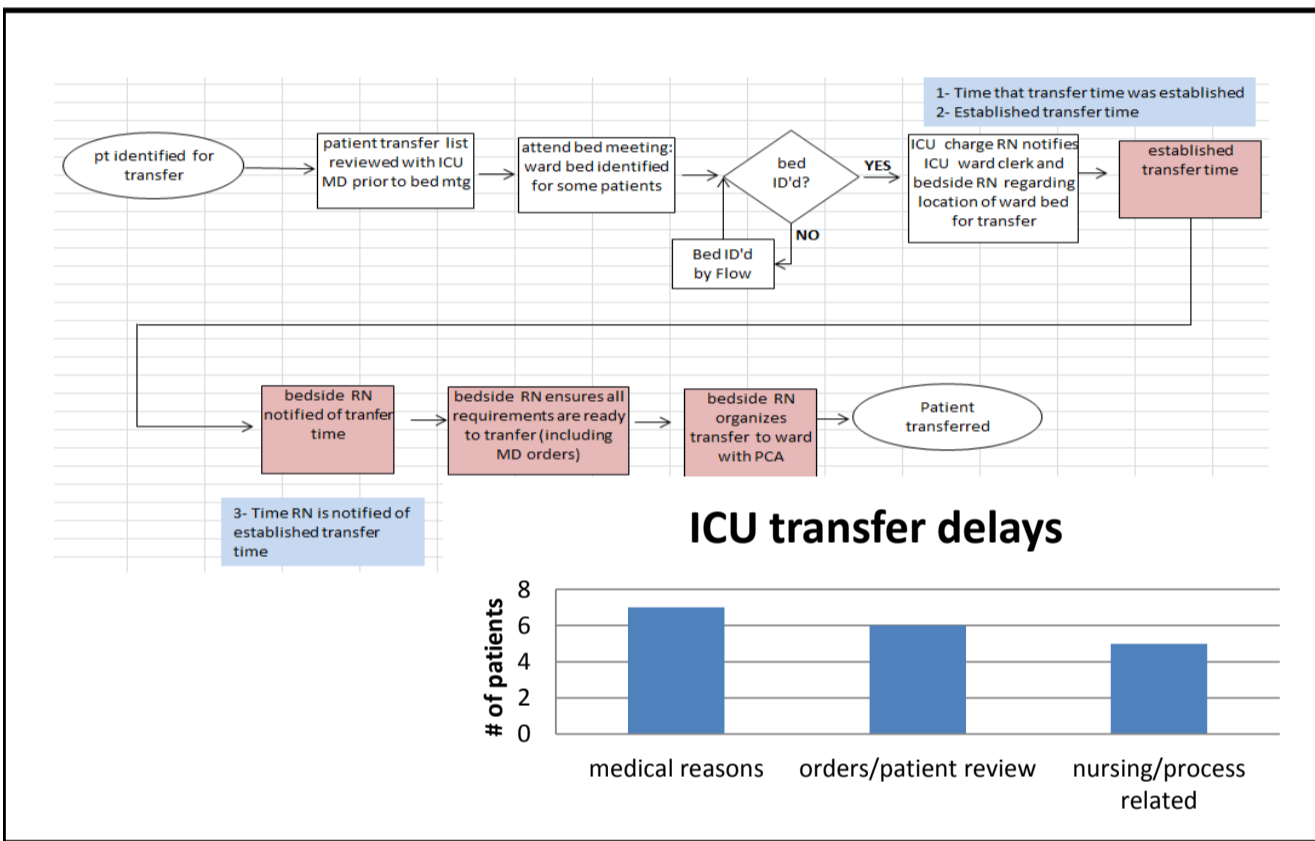 1- Time that transfer time was established
2- Established transfer time
pt identified for
transfer
patient transfer list
reviewed with ICU
MD prior to bed mtg
attend bed meeting:
ward bed identified
for some patients
bed
ID'd?
YES
NO
Bed ID'd
by Flow
ICU charge RN notifies
ICU ward clerk and
bedside RN regarding
location of ward bed
for transfer
established
transfer time
bedside RN
notified of tranfer
time
bedside RN ensures all
requirements are ready
to tranfer (including
MD orders)
bedside RN
organizes
transfer to ward
with PCA
Patient
transferred
3- Time RN is notified of
established transfer
time
ICU transfer delays
# of patients
8
6
4
2
0
medical reasons
orders/patient review
nursing/process
related